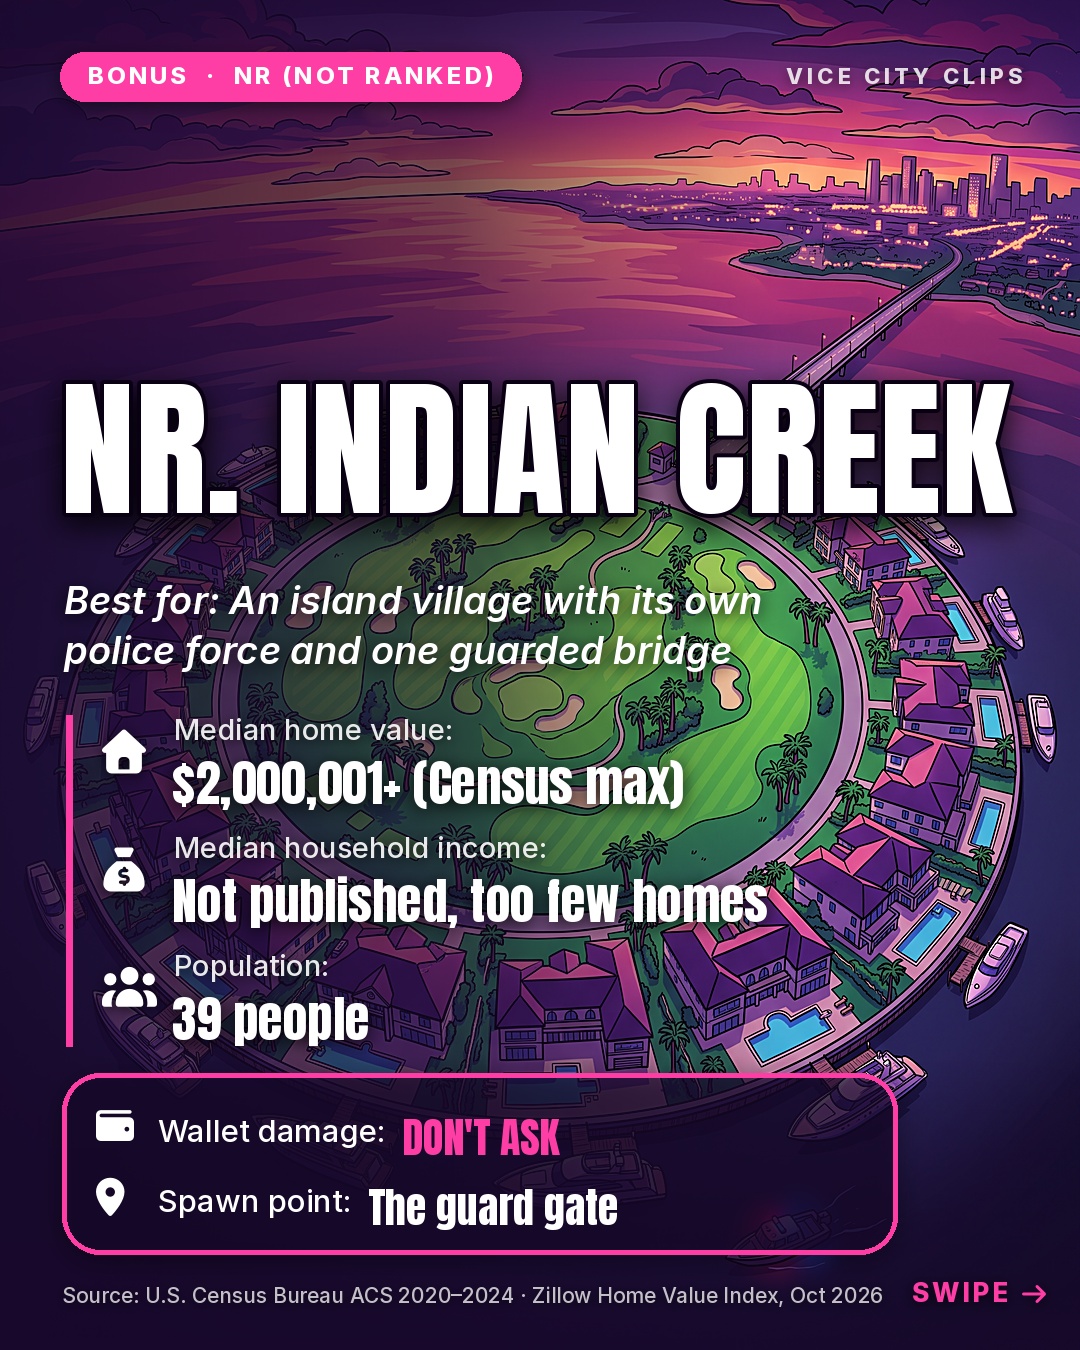 BONUS · NR (NOT RANKED)
VICE CITY CLIPS
NR. INDIAN CREEK
Best for: An island village with its own
police force and one guarded bridge
Median home value:
$2,000,001+ (Census max)
Median household income:
Not published, too few homes
Population:
39 people
Wallet damage: DON'T ASK
Spawn point: The guard gate
Source: U.S. Census Bureau ACS 2020–2024 · Zillow Home Value Index, Oct 2026
SWIPE →